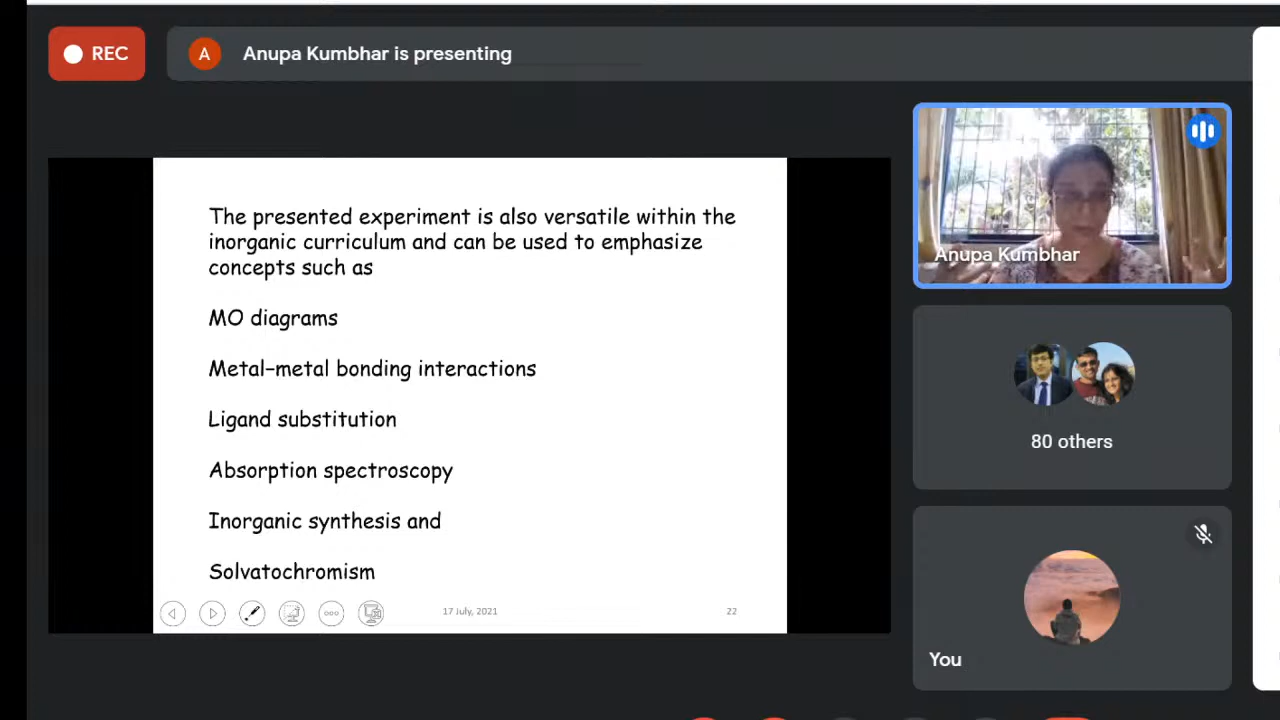 REC
A
Anupa Kumbhar is presenting
The presented experiment is also versatile within the
inorganic curriculum and can be used to emphasize
concepts such as
MO diagrams
Metal–metal bonding interactions
Ligand substitution
Absorption spectroscopy
Inorganic synthesis and
Solvatochromism
17 July, 2021
22
Anupa Kumbhar
80 others
You